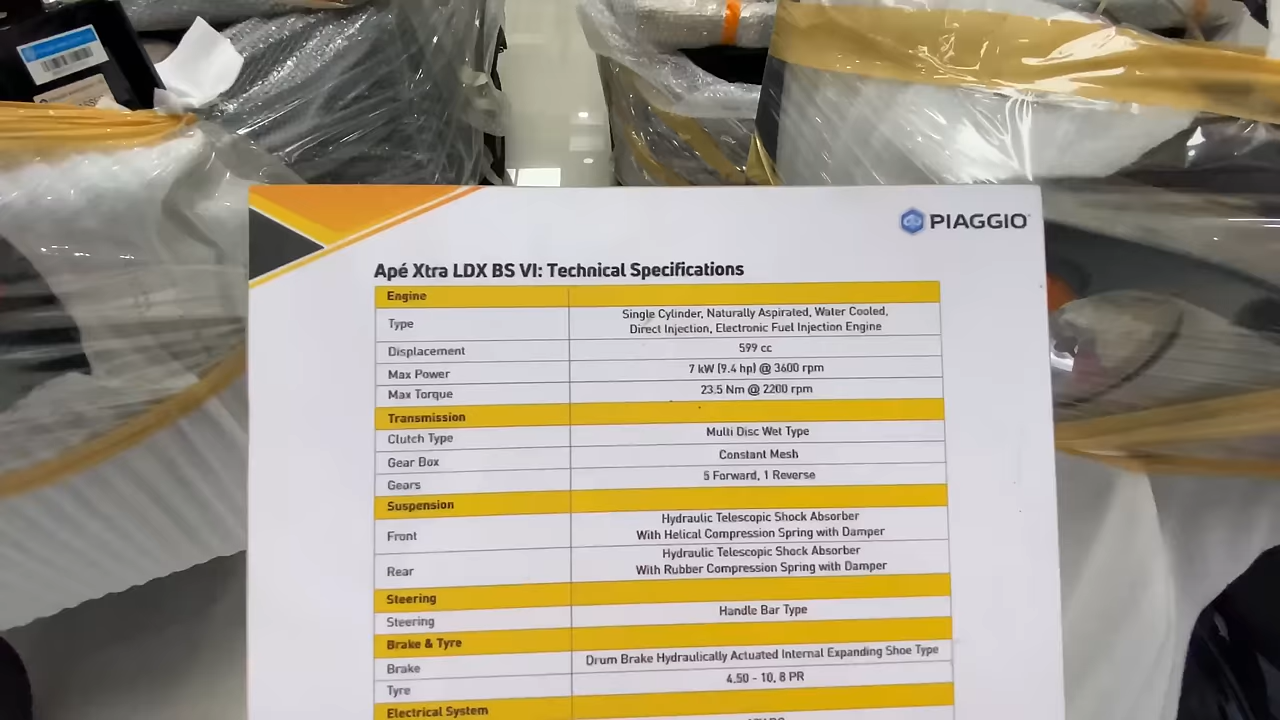 PIAGGIO
Apé Xtra LDX BS VI: Technical Specifications
Engine
Type
Single Cylinder, Naturally Aspirated, Water Cooled,
Direct Injection, Electronic Fuel Injection Engine
Displacement
599 cc
Max Power
7 kW (9.4 hp) @ 3600 rpm
Max Torque
23.5 Nm @ 2200 rpm
Transmission
Clutch Type
Multi Disc Wet Type
Gear Box
Constant Mesh
Gears
5 Forward, 1 Reverse
Suspension
Front
Hydraulic Telescopic Shock Absorber
With Helical Compression Spring with Damper
Rear
Hydraulic Telescopic Shock Absorber
With Rubber Compression Spring with Damper
Steering
Steering
Handle Bar Type
Brake & Tyre
Brake
Drum Brake Hydraulically Actuated Internal Expanding Shoe Type
Tyre
4.50 - 10, 8 PR
Electrical System